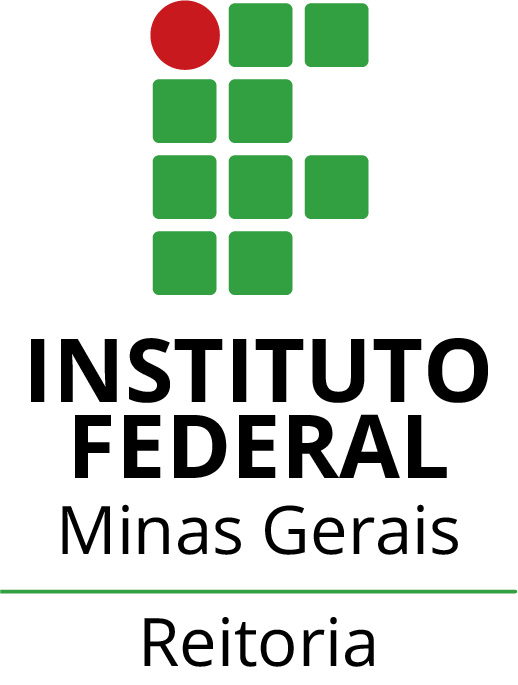 INSTITUTO
FEDERAL
Minas Gerais
Reitoria